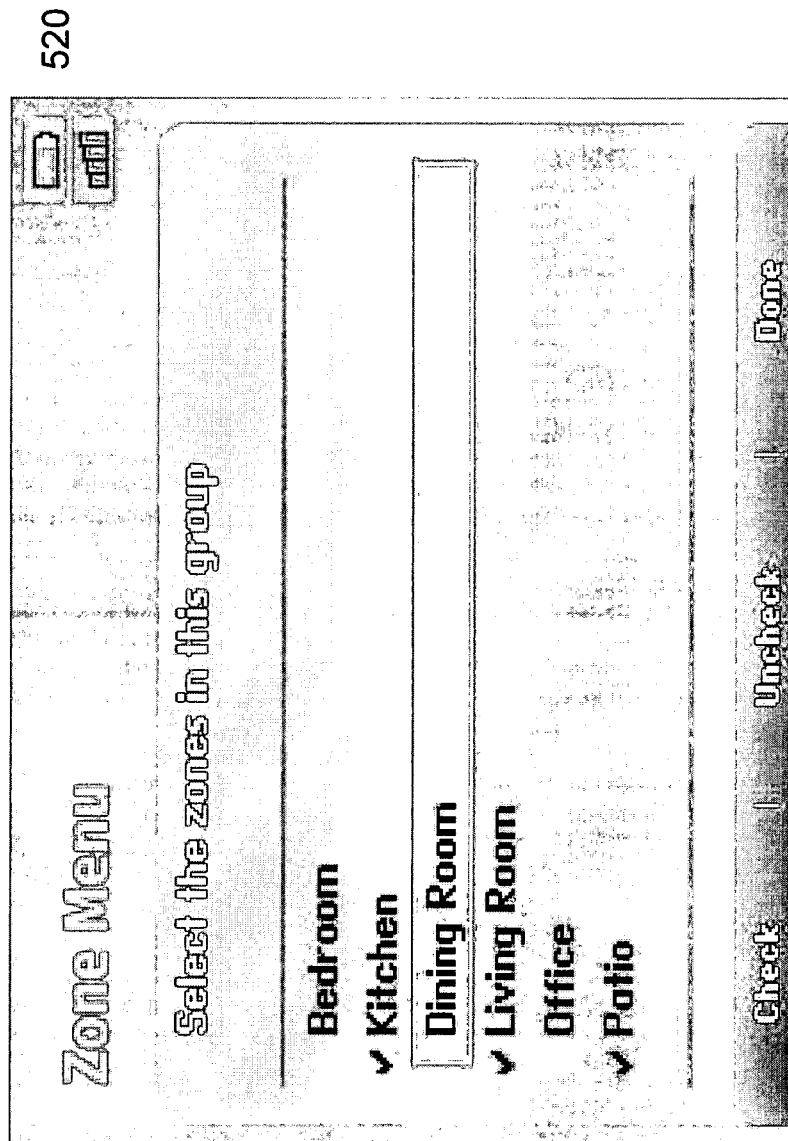 520
Zone Menu
Select the zones in this group
Bedroom
✓ Kitchen
Dining Room
✓ Living Room
Office
✓ Patio
Check Uncheck Done